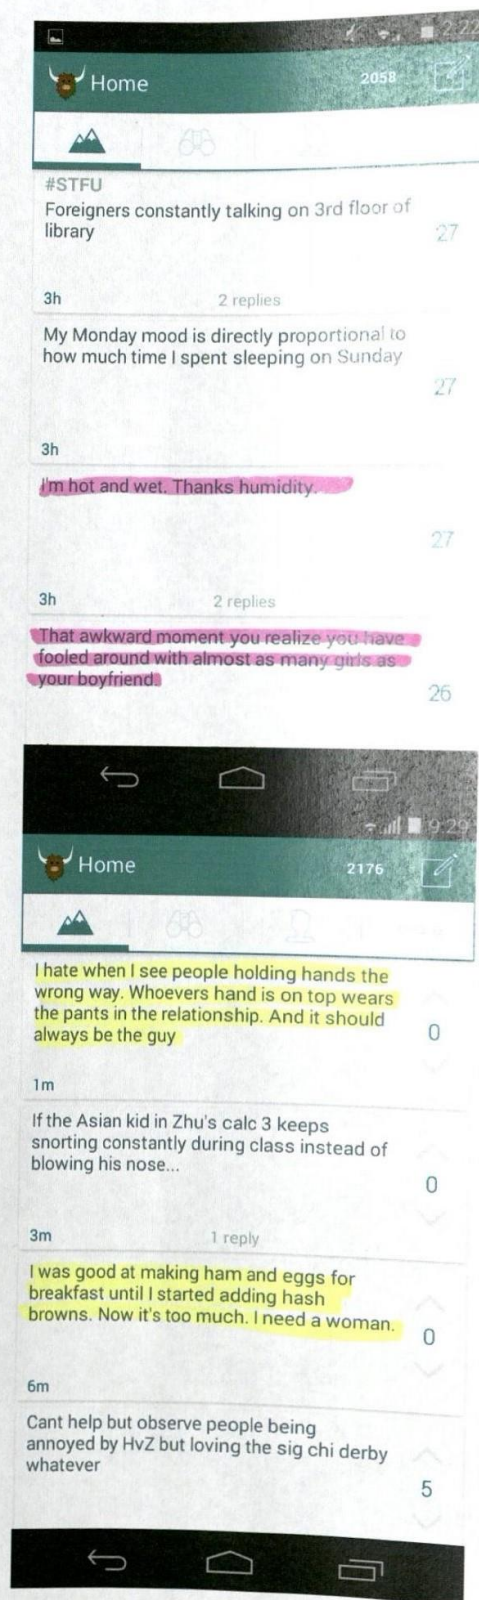 2:22
Home
2058
#STFU
Foreigners constantly talking on 3rd floor of
library
27
3h
2 replies
My Monday mood is directly proportional to
how much time I spent sleeping on Sunday
27
3h
I'm hot and wet. Thanks humidity.
27
3h
2 replies
That awkward moment you realize you have
fooled around with almost as many girls as
your boyfriend.
26
9:29
Home
2176
I hate when I see people holding hands the
wrong way. Whoevers hand is on top wears
the pants in the relationship. And it should
always be the guy
0
1m
If the Asian kid in Zhu's calc 3 keeps
snorting constantly during class instead of
blowing his nose...
0
3m
1 reply
I was good at making ham and eggs for
breakfast until I started adding hash
browns. Now it's too much. I need a woman.
0
6m
Cant help but observe people being
annoyed by HvZ but loving the sig chi derby
whatever
5